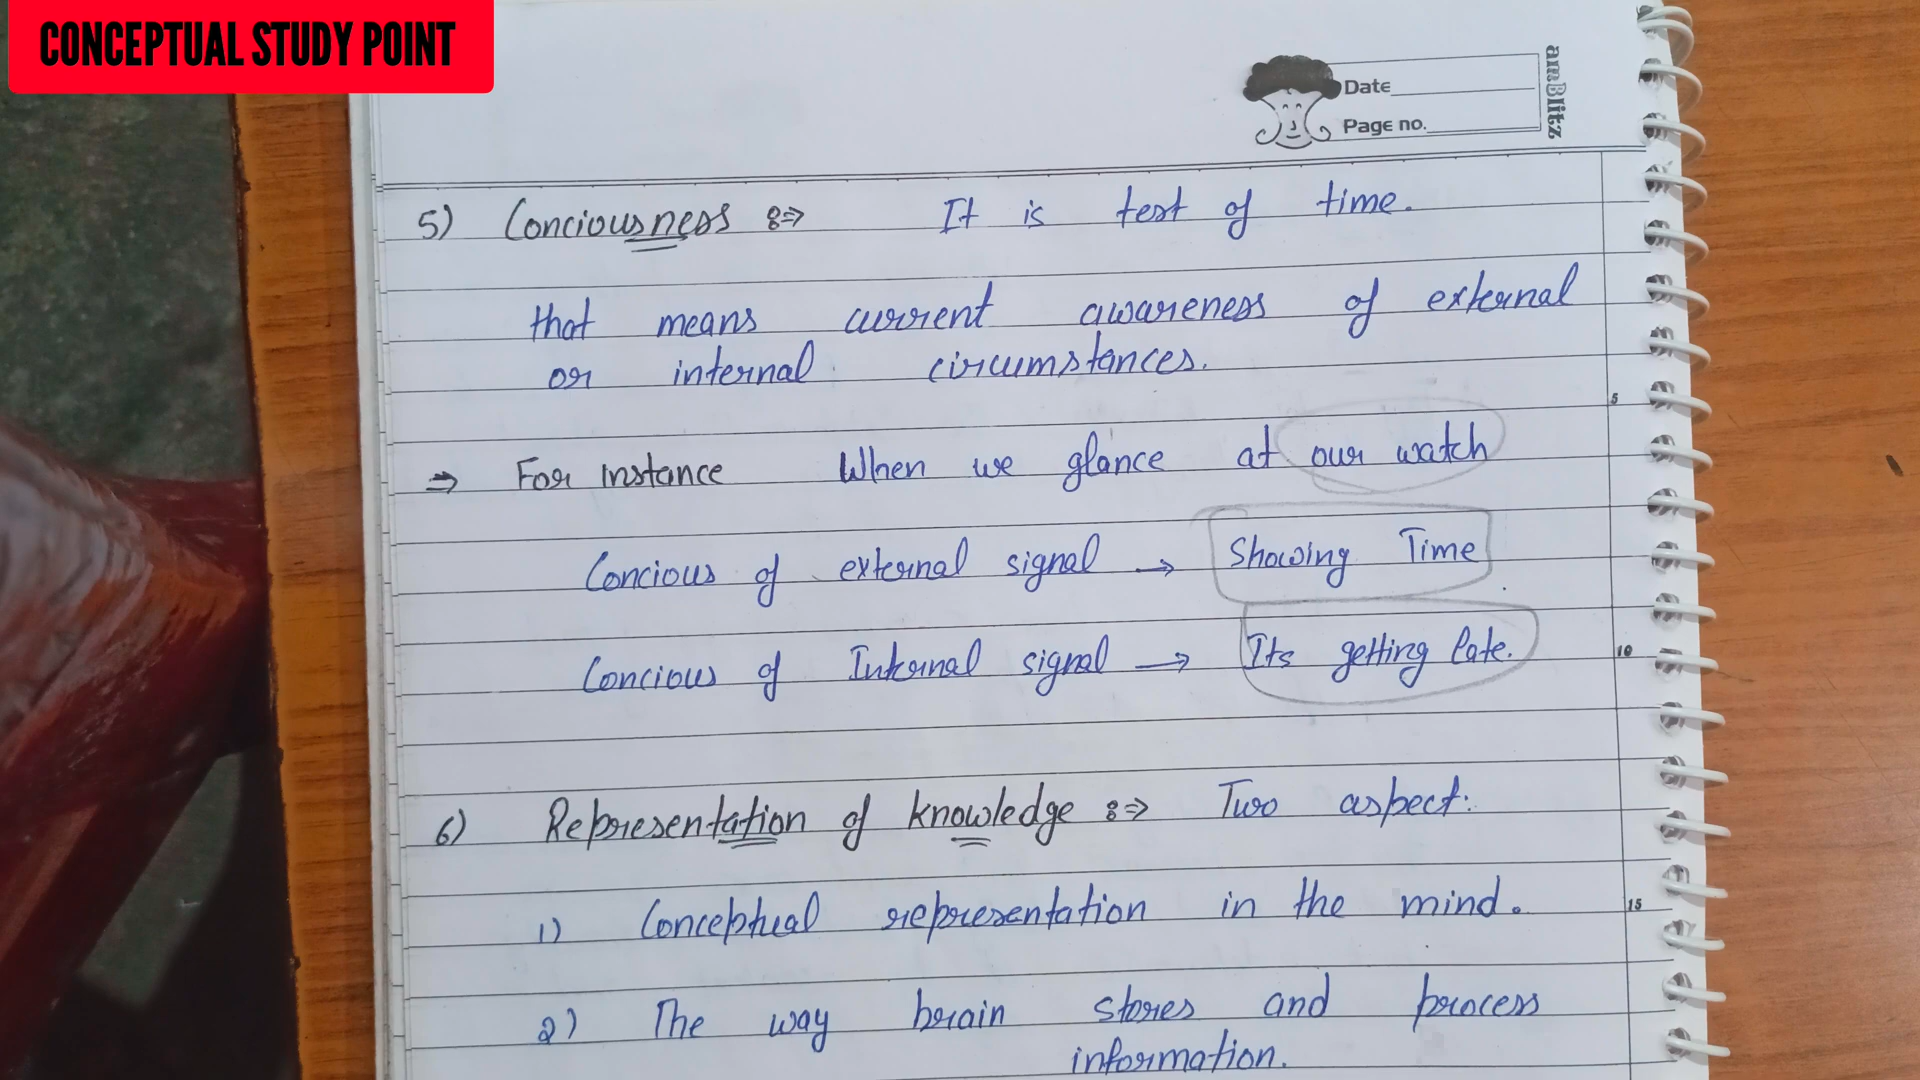 CONCEPTUAL STUDY POINT
Date
Page no.
amBlitz
5) Conciousness :⇒ It is test of time.
that means current awareness of external
or internal circumstances.
5
⇒ For instance When we glance at our watch
Concious of external signal → Showing Time
Concious of Internal signal → Its getting late.
10
6) Representation of knowledge :⇒ Two aspect:
1) Conceptual representation in the mind.
15
2) The way brain stores and process
information.